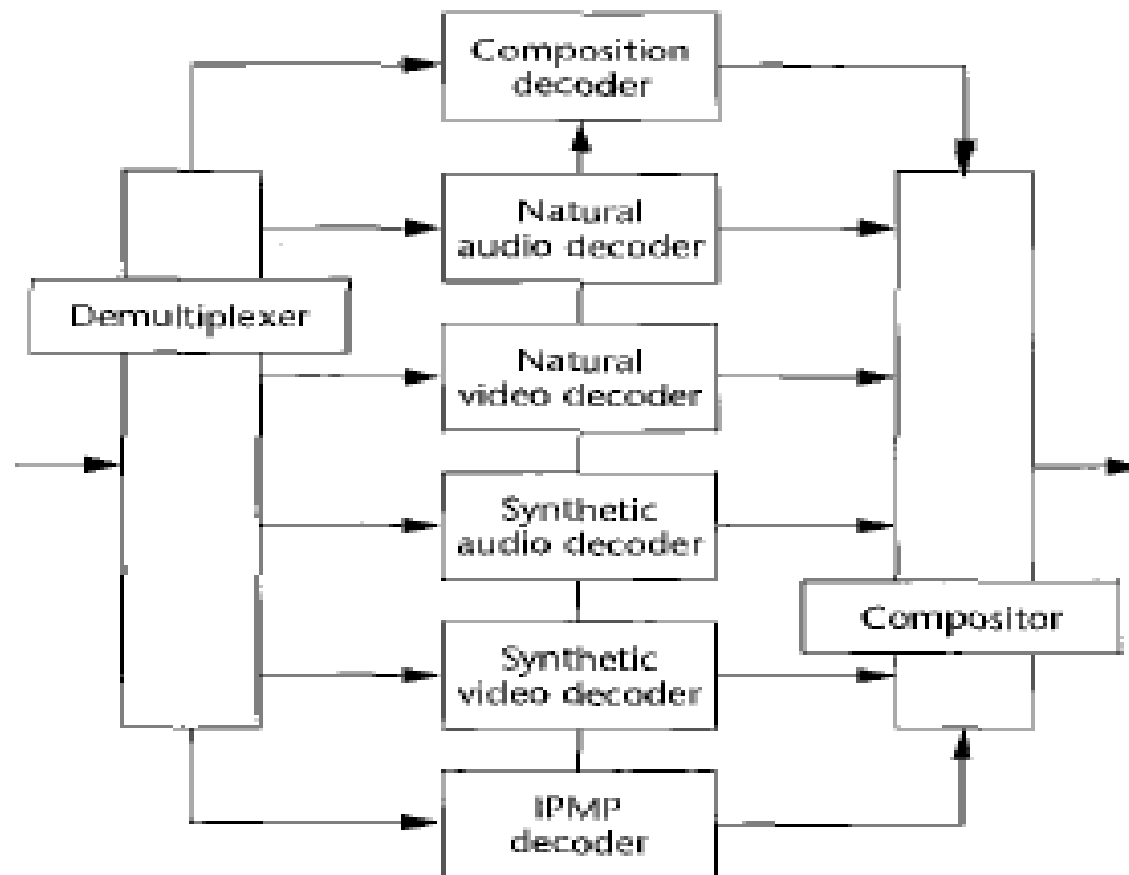 Composition
decoder
Natural
audio decoder
Demultiplexer
Natural
video decoder
Synthetic
audio decoder
Compositor
Synthetic
video decoder
IPMP
decoder